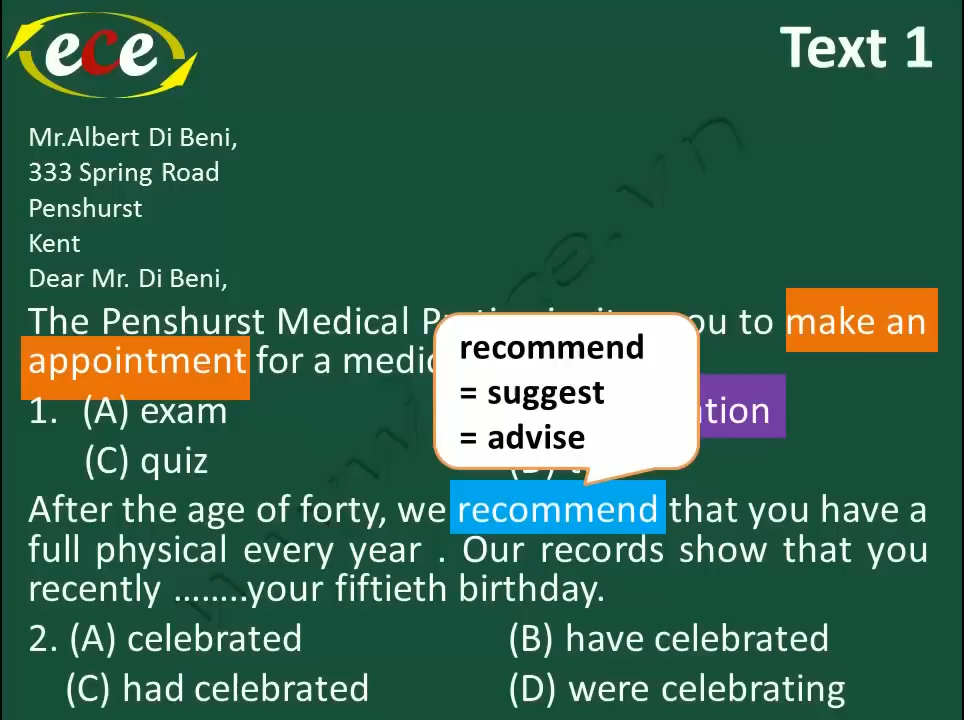 ece
Text 1
Mr.Albert Di Beni,
333 Spring Road
Penshurst
Kent
Dear Mr. Di Beni,
The Penshurst Medical ou to make an
appointment for a medic
recommend
= suggest
= advise
1. (A) exam ation
(C) quiz
After the age of forty, we recommend that you have a
full physical every year . Our records show that you
recently ........your fiftieth birthday.
2. (A) celebrated (B) have celebrated
(C) had celebrated (D) were celebrating